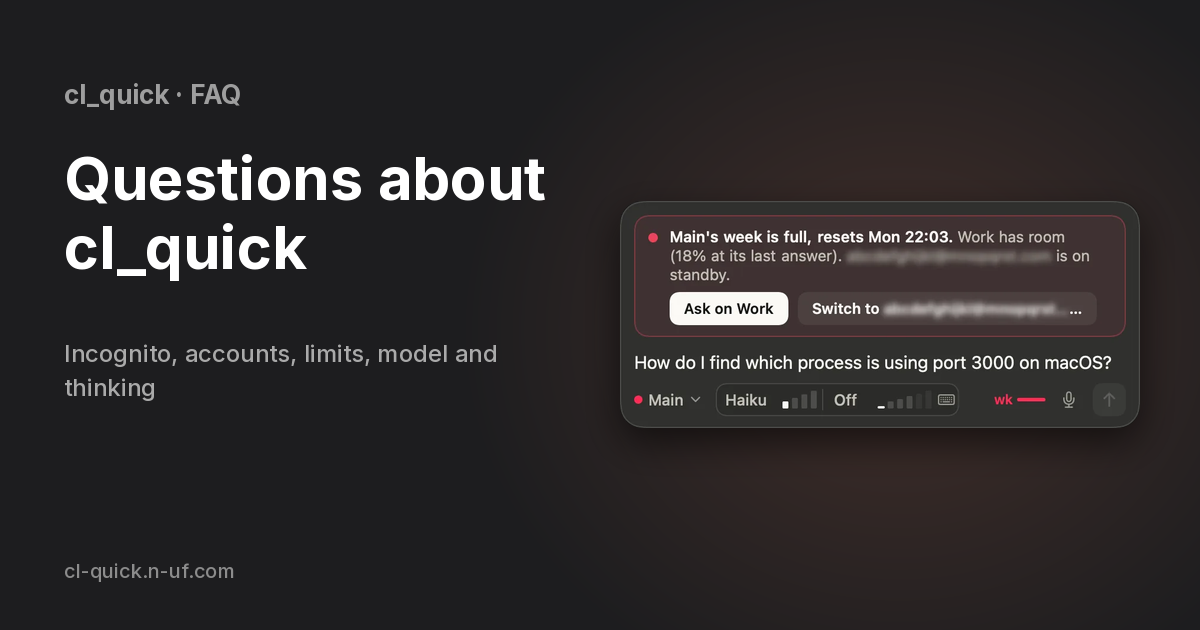 cl_quick · FAQ
Questions about
cl_quick
Incognito, accounts, limits, model and
thinking
cl-quick.n-uf.com
Main's week is full, resets Mon 22:03. Work has room
(18% at its last answer). is on
standby.
Ask on Work
Switch to ...
How do I find which process is using port 3000 on macOS?
Main
Haiku
Off
wk